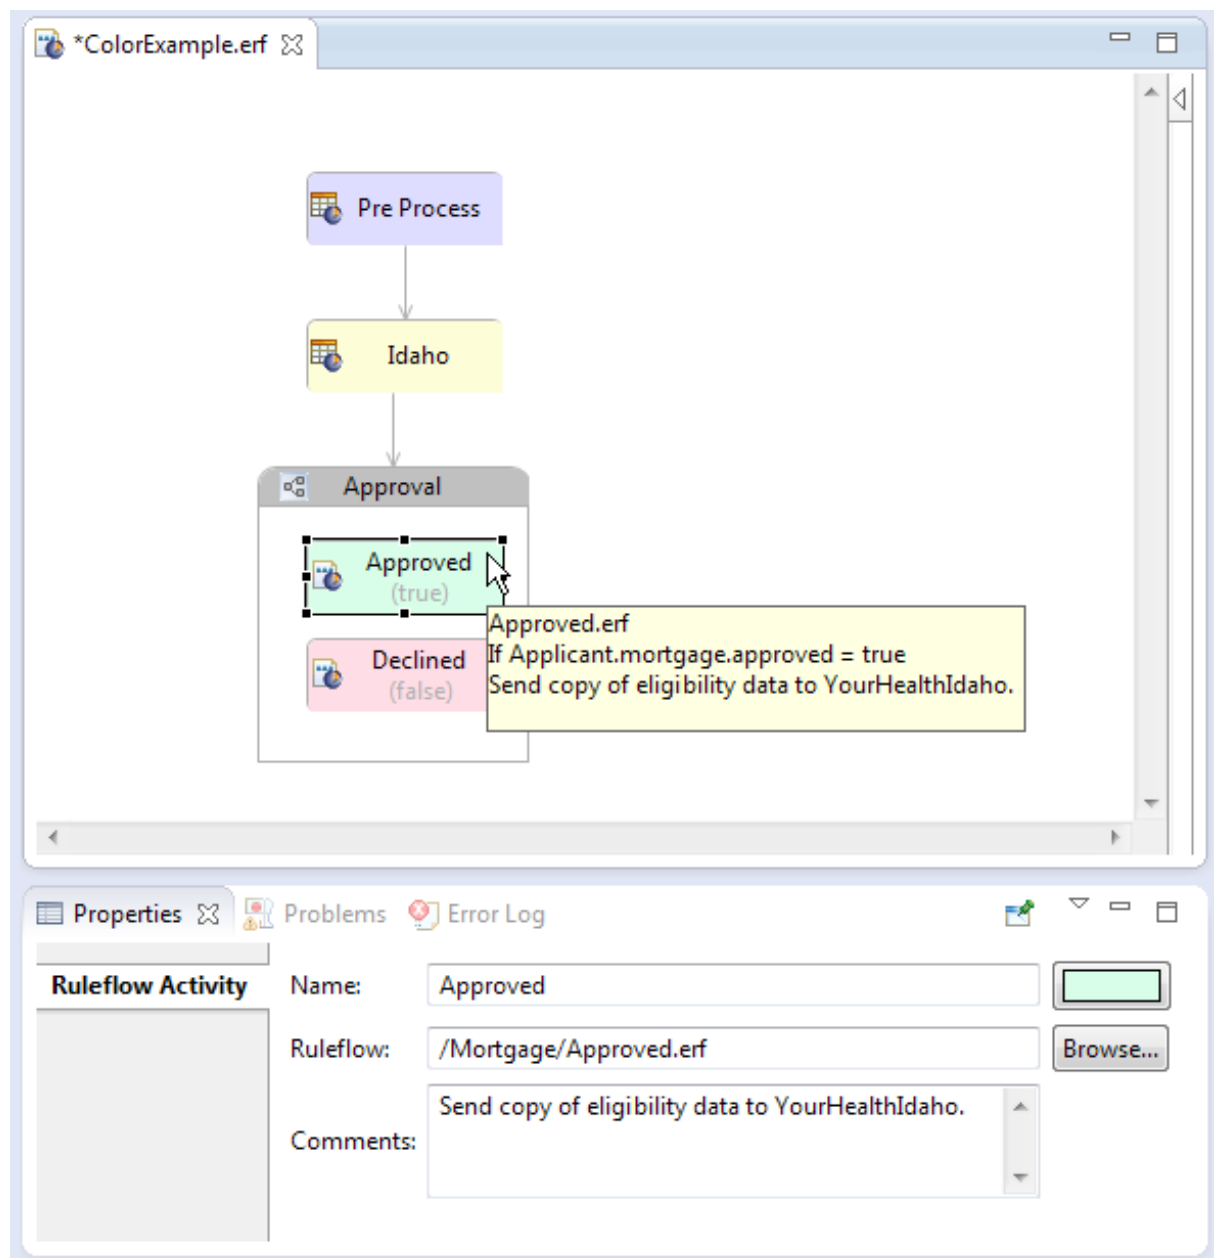 *ColorExample.erf
Pre Process
Idaho
Approval
Approved
(true)
Approved.erf
If Applicant.mortgage.approved = true
Send copy of eligibility data to YourHealthIdaho.
Declined
(false)
Properties Problems Error Log
Ruleflow Activity
Name: Approved
Ruleflow: /Mortgage/Approved.erf Browse...
Send copy of eligibility data to YourHealthIdaho.
Comments: